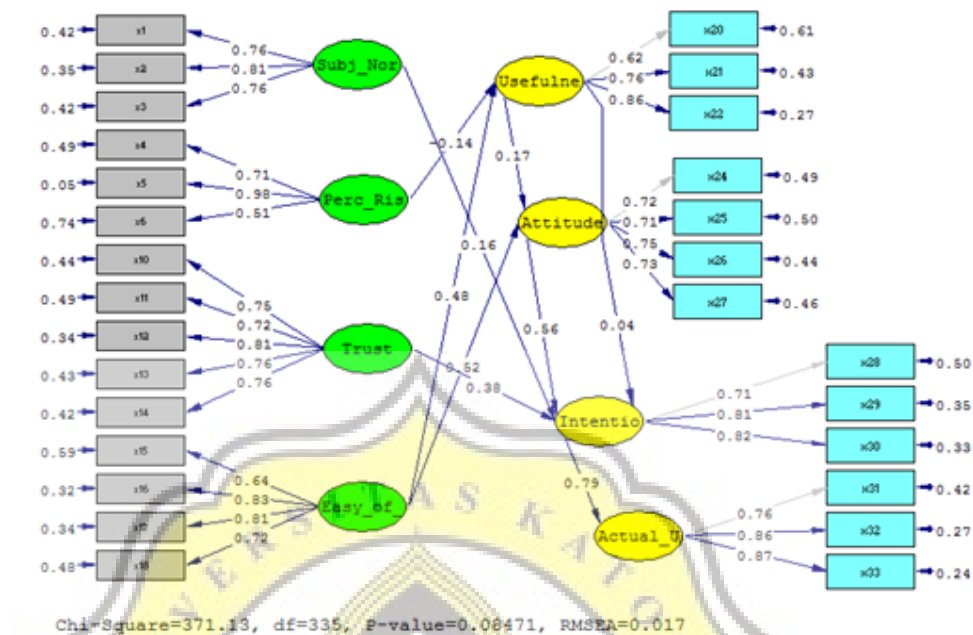 0.42 x1 0.76
0.35 x2 0.81
0.42 x3 0.76
Subj_Nor
0.49 x4 0.71
0.05 x5 0.98
0.74 x6 0.51
Perc_Ris
0.44 x10 0.75
0.49 x11 0.72
0.34 x12 0.81
0.43 x13 0.76
0.42 x14 0.76
Trust
0.59 x15 0.64
0.32 x16 0.83
0.34 x17 0.81
0.48 x18 0.72
Easy_of_
-0.14
0.16
0.48
0.52
0.38
0.17
0.56
0.04
0.79
Usefulne
0.62 x20 0.61
0.76 x21 0.43
0.86 x22 0.27
Attitude
0.72 x24 0.49
0.71 x25 0.50
0.75 x26 0.44
0.73 x27 0.46
Intentio
0.71 x28 0.50
0.81 x29 0.35
0.82 x30 0.33
Actual_U
0.76 x31 0.42
0.86 x32 0.27
0.87 x33 0.24
Chi-Square=371.13, df=335, P-value=0.08471, RMSEA=0.017